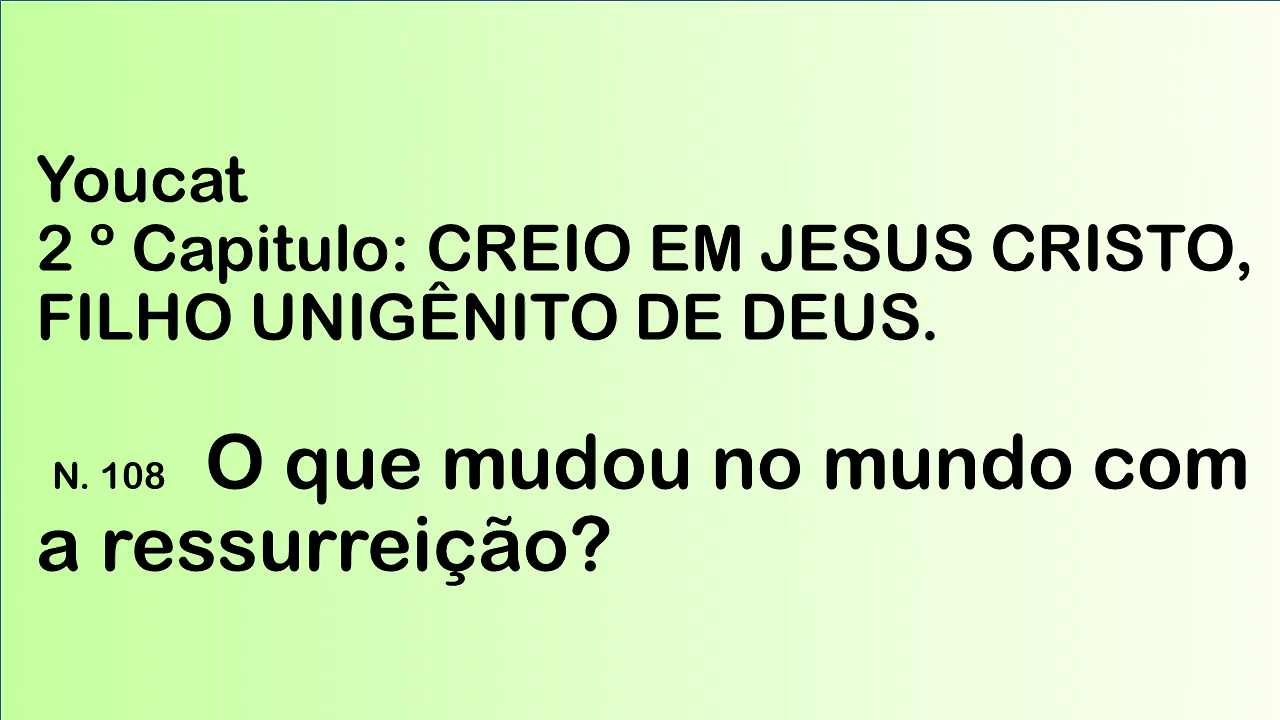 Youcat
2 º Capitulo: CREIO EM JESUS CRISTO,
FILHO UNIGÊNITO DE DEUS.
N. 108 O que mudou no mundo com
a ressurreição?